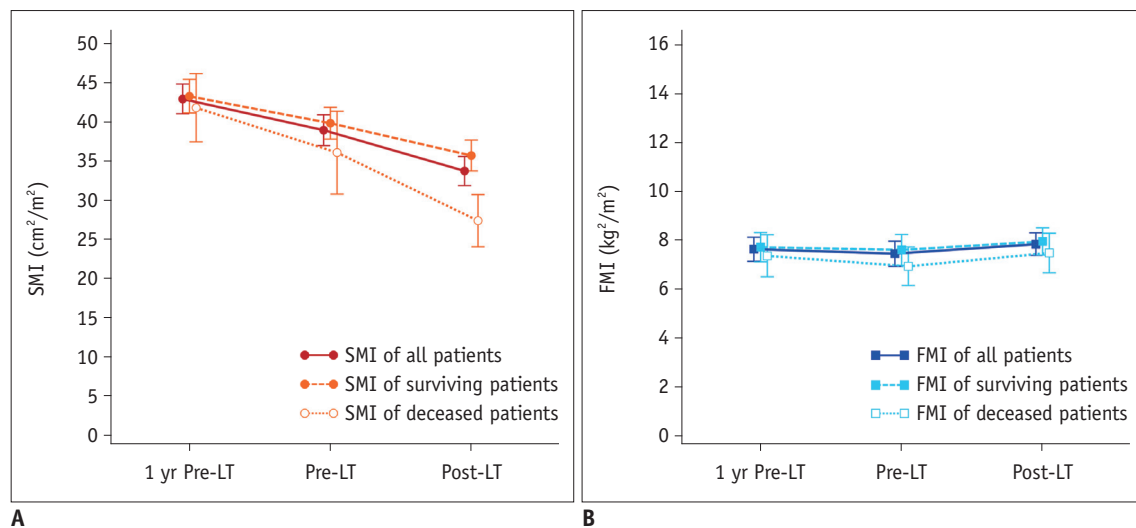 50
45
40
35
30
25
20
15
10
5
0
SMI (cm²/m²)
SMI of all patients
SMI of surviving patients
SMI of deceased patients
1 yr Pre-LT Pre-LT Post-LT
A
16
14
12
10
8
6
4
2
0
FMI (kg²/m²)
FMI of all patients
FMI of surviving patients
FMI of deceased patients
1 yr Pre-LT Pre-LT Post-LT
B